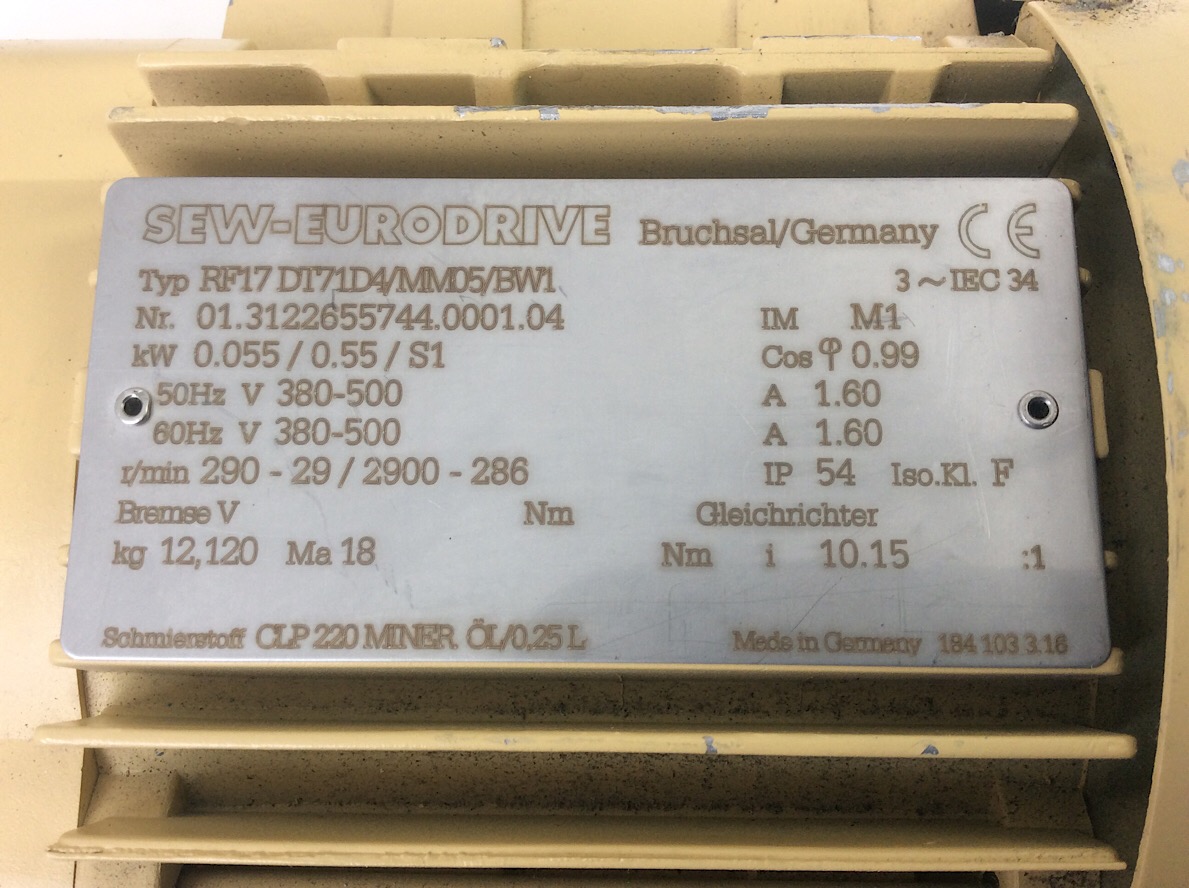 SEW-EURODRIVE Bruchsal/Germany CE
Typ RF17 DT71D4/MM05/BW1 3~IEC 34
Nr. 01.3122655744.0001.04 IM M1
kW 0.055 / 0.55 / S1 Cos φ 0.99
50Hz V 380-500 A 1.60
60Hz V 380-500 A 1.60
r/min 290 - 29 / 2900 - 286 IP 54 Iso.Kl. F
Bremse V Nm Gleichrichter
kg 12,120 Ma 18 Nm i 10.15 :1
Schmierstoff CLP 220 MINER. ÖL/0,25 L Made in Germany 184 103 3.16